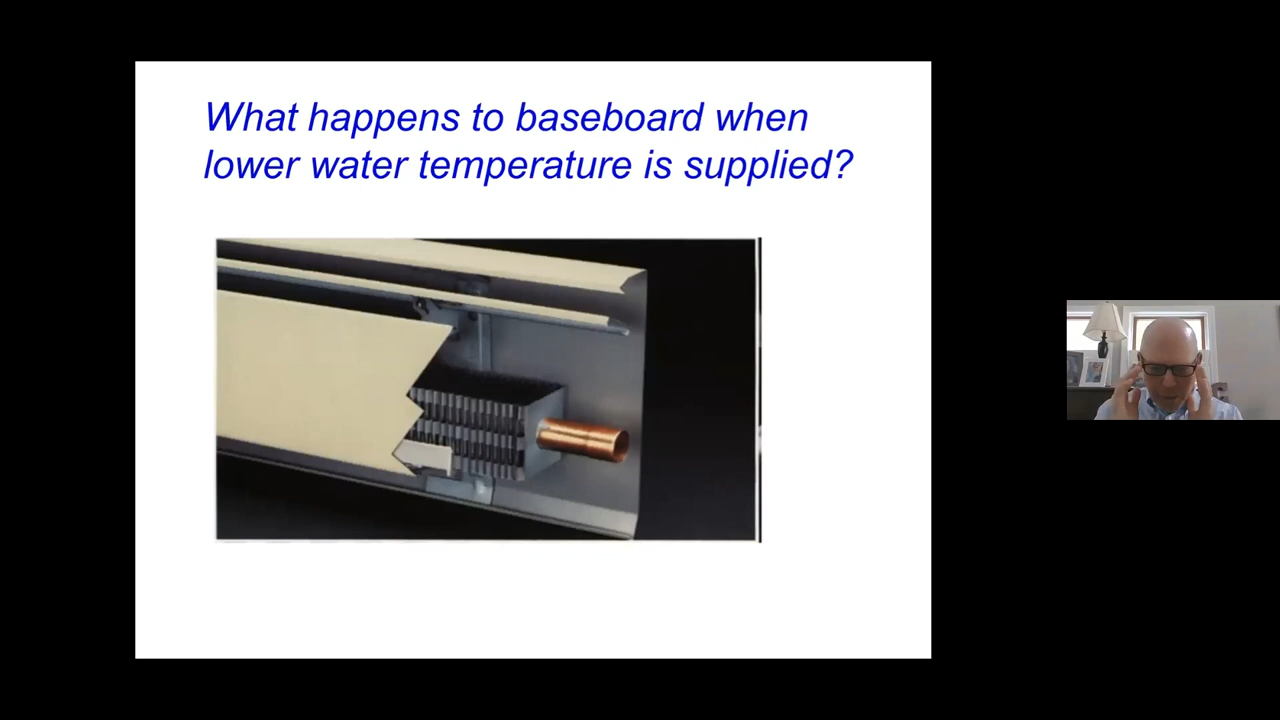 What happens to baseboard when
lower water temperature is supplied?